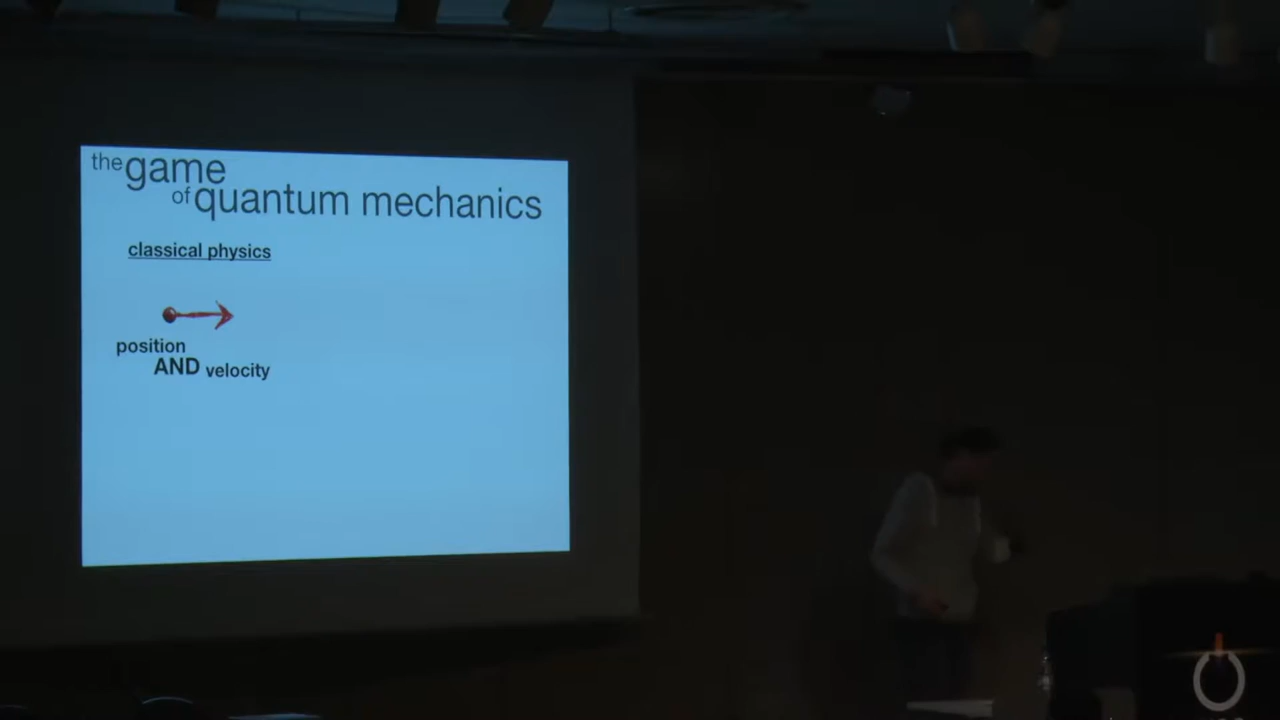 the game
of quantum mechanics
classical physics
position
AND velocity